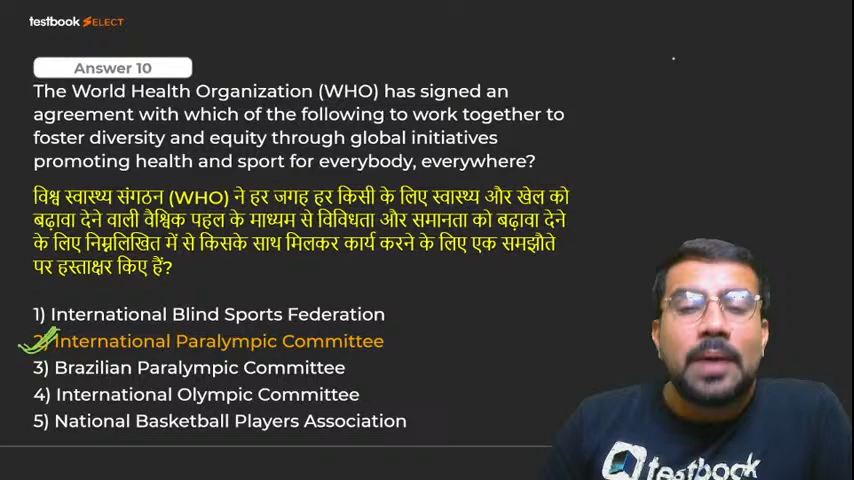 testbook SELECT
Answer 10
The World Health Organization (WHO) has signed an
agreement with which of the following to work together to
foster diversity and equity through global initiatives
promoting health and sport for everybody, everywhere?
विश्व स्वास्थ्य संगठन (WHO) ने हर जगह हर किसी के लिए स्वास्थ्य और खेल को
बढ़ावा देने वाली वैश्विक पहल के माध्यम से विविधता और समानता को बढ़ावा देने
के लिए निम्नलिखित में से किसके साथ मिलकर कार्य करने के लिए एक समझौते
पर हस्ताक्षर किए हैं?
1) International Blind Sports Federation
2) International Paralympic Committee
3) Brazilian Paralympic Committee
4) International Olympic Committee
5) National Basketball Players Association
testbook